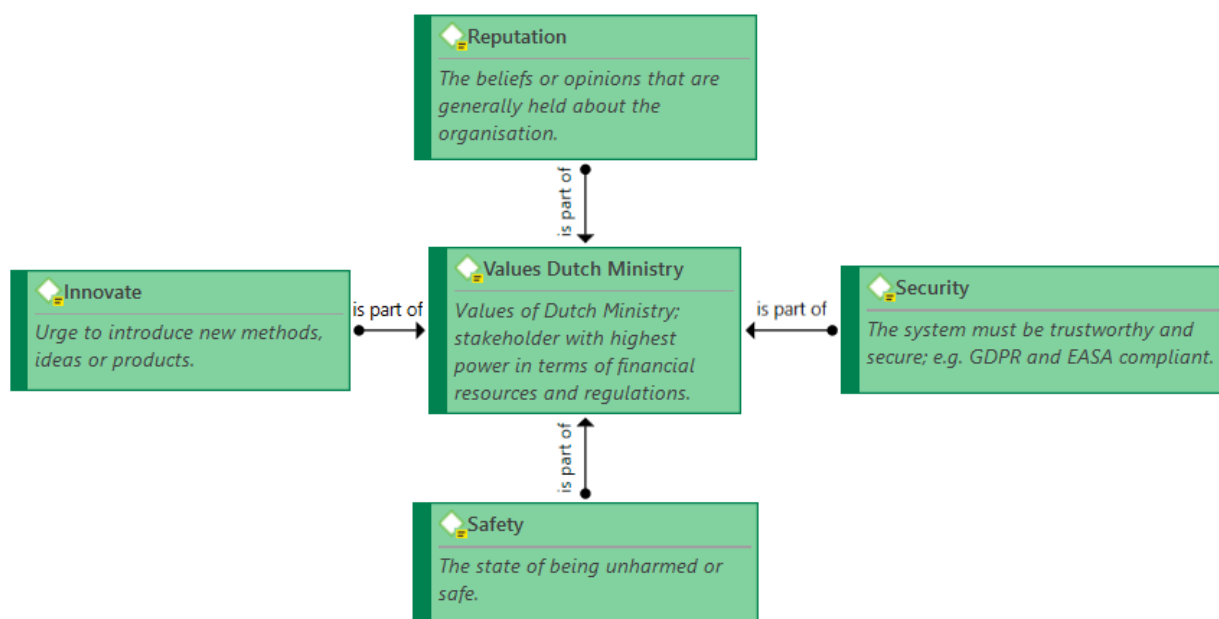 Reputation
The beliefs or opinions that are
generally held about the
organisation.
is part of
Innovate
Urge to introduce new methods,
ideas or products.
is part of
Values Dutch Ministry
Values of Dutch Ministry;
stakeholder with highest
power in terms of financial
resources and regulations.
is part of
Security
The system must be trustworthy and
secure; e.g. GDPR and EASA compliant.
is part of
Safety
The state of being unharmed or
safe.